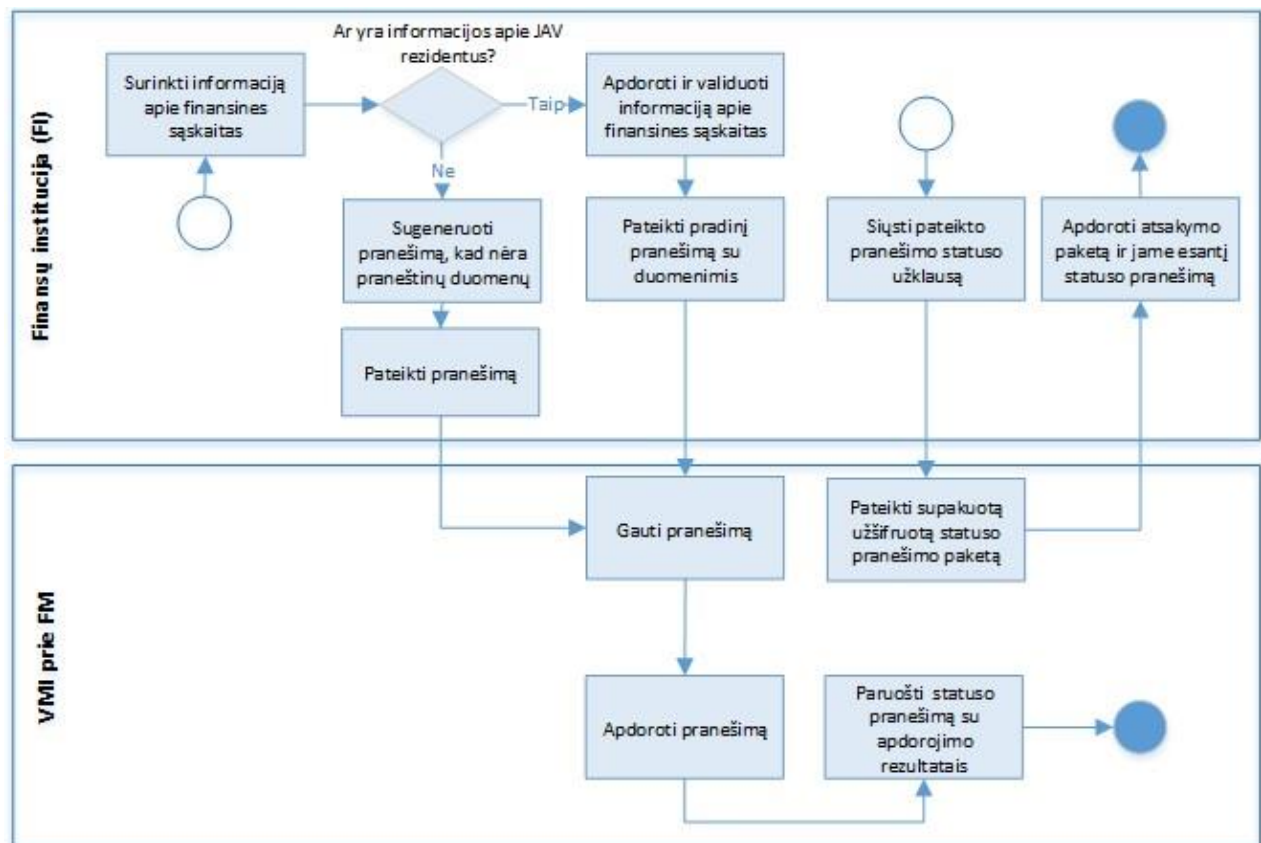 Finansų institucija (FI)
Ar yra informacijos apie JAV
rezidentus?
Surinkti informaciją
apie finansines
sąskaitas
Taip
Ne
Apdoroti ir validuoti
informaciją apie
finansines sąskaitas
Sugeneruoti
pranešimą, kad nėra
praneštinų duomenų
Pateikti pradinį
pranešimą su
duomenimis
Siųsti pateikto
pranešimo statuso
užklausą
Apdoroti atsakymo
paketą ir jame esantį
statuso pranešimą
Pateikti pranešimą
VMI prie FM
Gauti pranešimą
Pateikti supakuotą
užšifruotą statuso
pranešimo paketą
Apdoroti pranešimą
Paruošti statuso
pranešimą su
apdorojimo
rezultatais